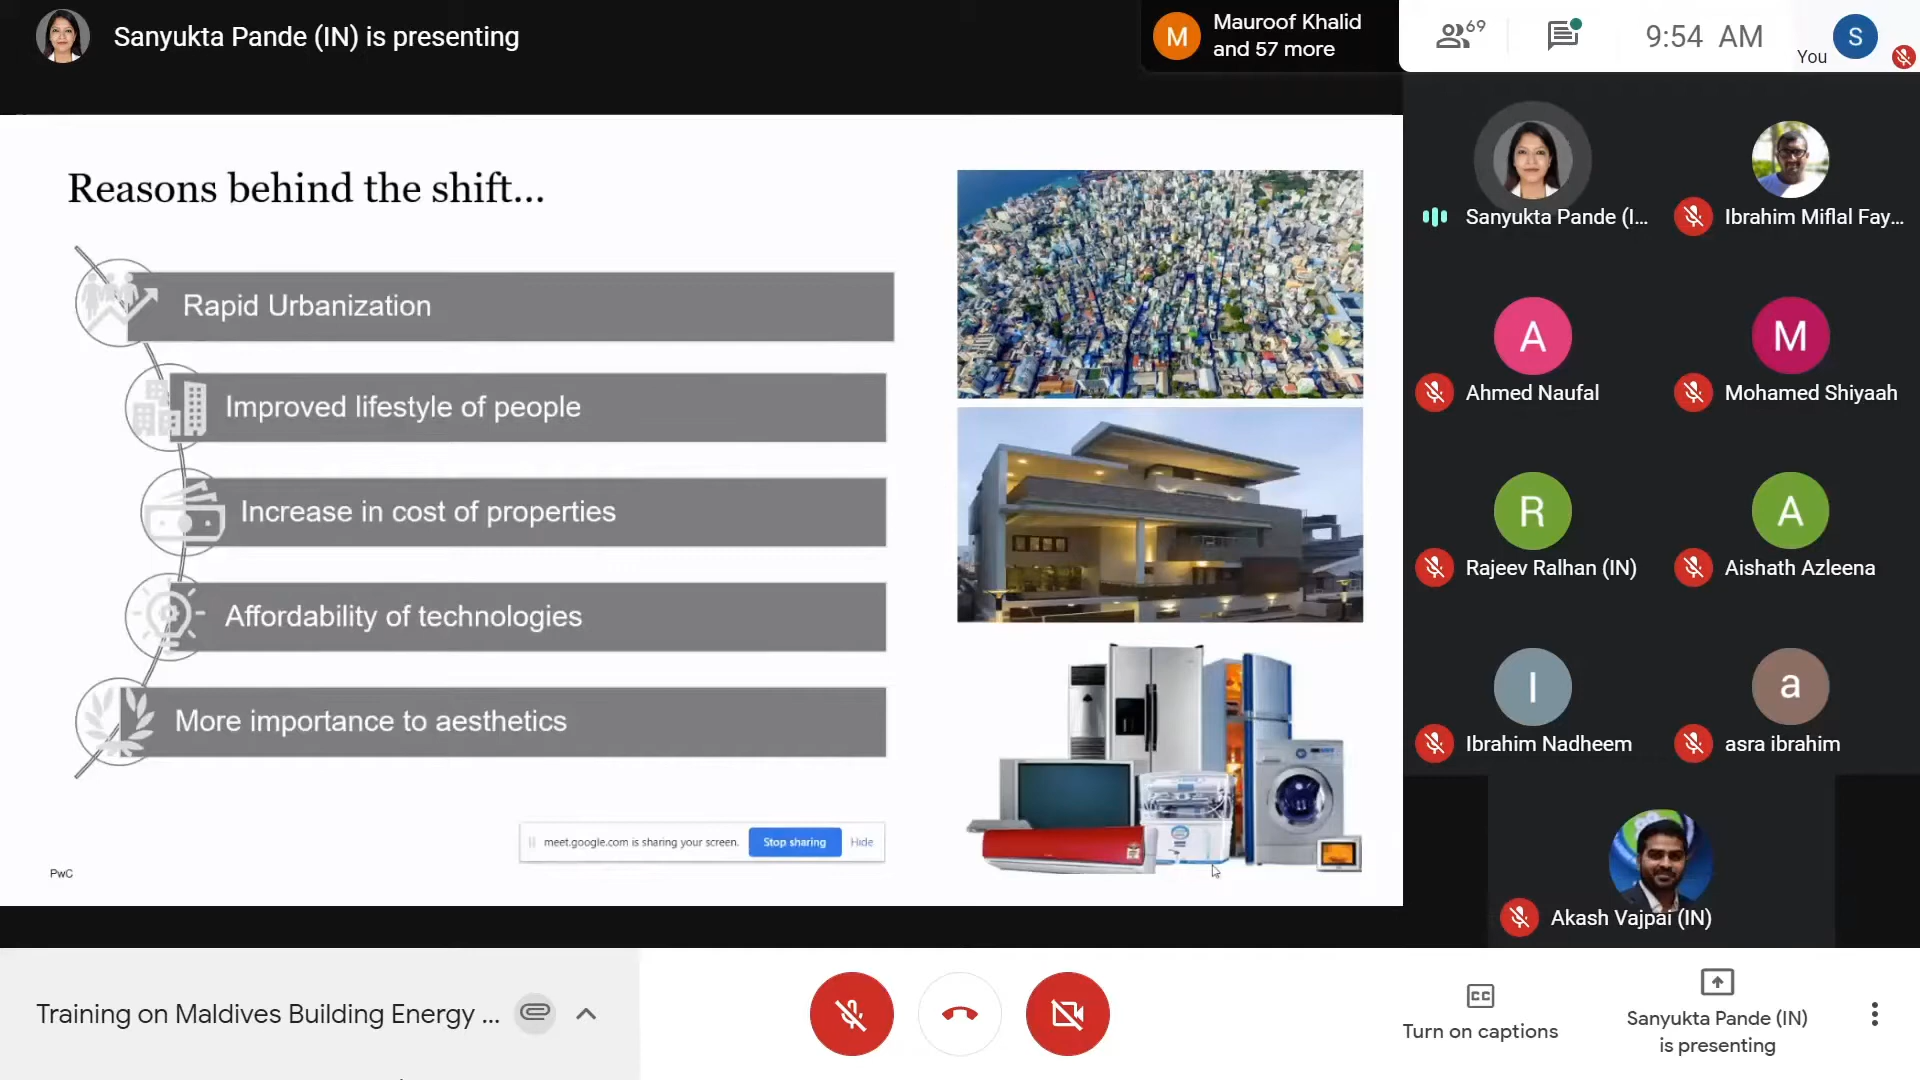 Sanyukta Pande (IN) is presenting
M
Mauroof Khalid
and 57 more
69
9:54 AM
You
S
Reasons behind the shift...
Rapid Urbanization
Improved lifestyle of people
Increase in cost of properties
Affordability of technologies
More importance to aesthetics
meet.google.com is sharing your screen.
Stop sharing
Hide
PwC
Sanyukta Pande (I...
Ibrahim Miflal Fay...
A
Ahmed Naufal
M
Mohamed Shiyaah
R
Rajeev Ralhan (IN)
A
Aishath Azleena
I
Ibrahim Nadheem
a
asra ibrahim
Akash Vajpai (IN)
Training on Maldives Building Energy ...
CC
Turn on captions
Sanyukta Pande (IN)
is presenting